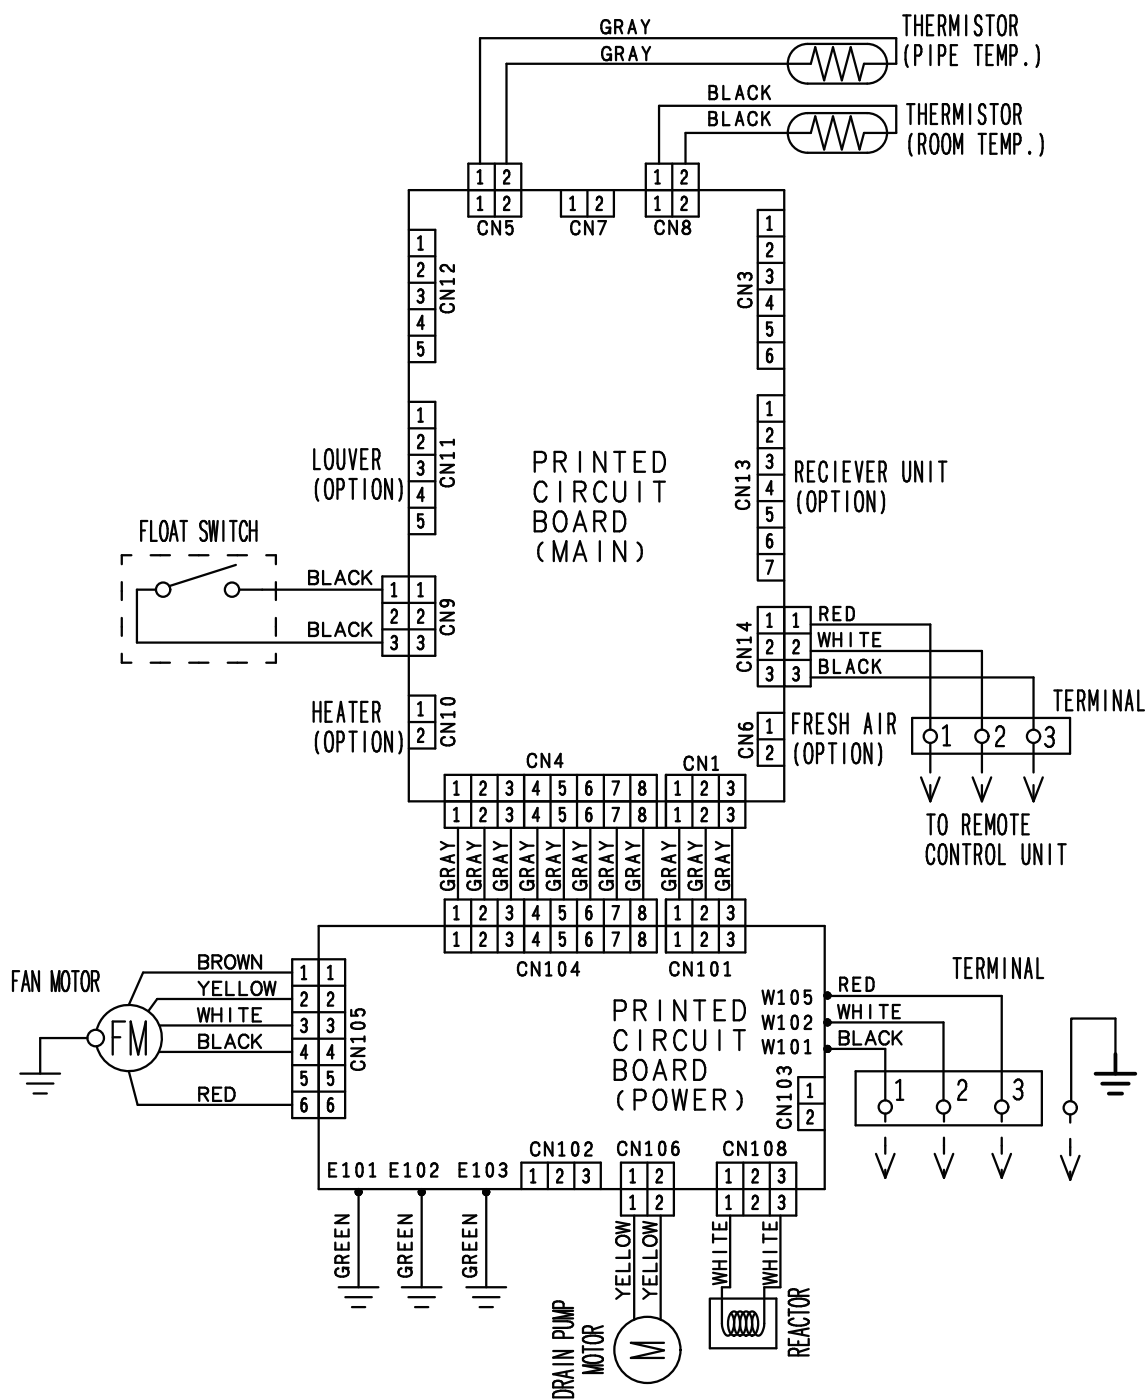 GRAY
GRAY
THERMISTOR
(PIPE TEMP.)
BLACK
BLACK
THERMISTOR
(ROOM TEMP.)
1 2
1 2
CN5
1 2
CN7
1 2
1 2
CN8
1
2
3
4
5
CN12
1
2
3
4
5
6
CN3
LOUVER
(OPTION)
1
2
3
4
5
CN11
PRINTED
CIRCUIT
BOARD
(MAIN)
1
2
3
4
5
6
7
CN13
RECIEVER UNIT
(OPTION)
FLOAT SWITCH
BLACK
BLACK
1 1
2 2
3 3
CN9
CN14
1 1
2 2
3 3
RED
WHITE
BLACK
TERMINAL
1 2 3
TO REMOTE
CONTROL UNIT
HEATER
(OPTION)
1
2
CN10
CN6
1
2
FRESH AIR
(OPTION)
CN4
CN1
1 2 3 4 5 6 7 8 1 2 3
1 2 3 4 5 6 7 8 1 2 3
GRAY GRAY GRAY GRAY GRAY GRAY GRAY GRAY GRAY GRAY GRAY
1 2 3 4 5 6 7 8 1 2 3
1 2 3 4 5 6 7 8 1 2 3
CN104
CN101
FAN MOTOR
FM
BROWN
YELLOW
WHITE
BLACK
RED
1 1
2 2
3 3
4 4
5 5
6 6
CN105
PRINTED
CIRCUIT
BOARD
(POWER)
W105
W102
W101
RED
WHITE
BLACK
TERMINAL
1 2 3
CN103
1
2
E101 E102 E103
GREEN
GREEN
GREEN
CN102
1 2 3
CN106
1 2
1 2
YELLOW
YELLOW
DRAIN PUMP
MOTOR
M
CN108
1 2 3
1 2 3
WHITE
WHITE
REACTOR